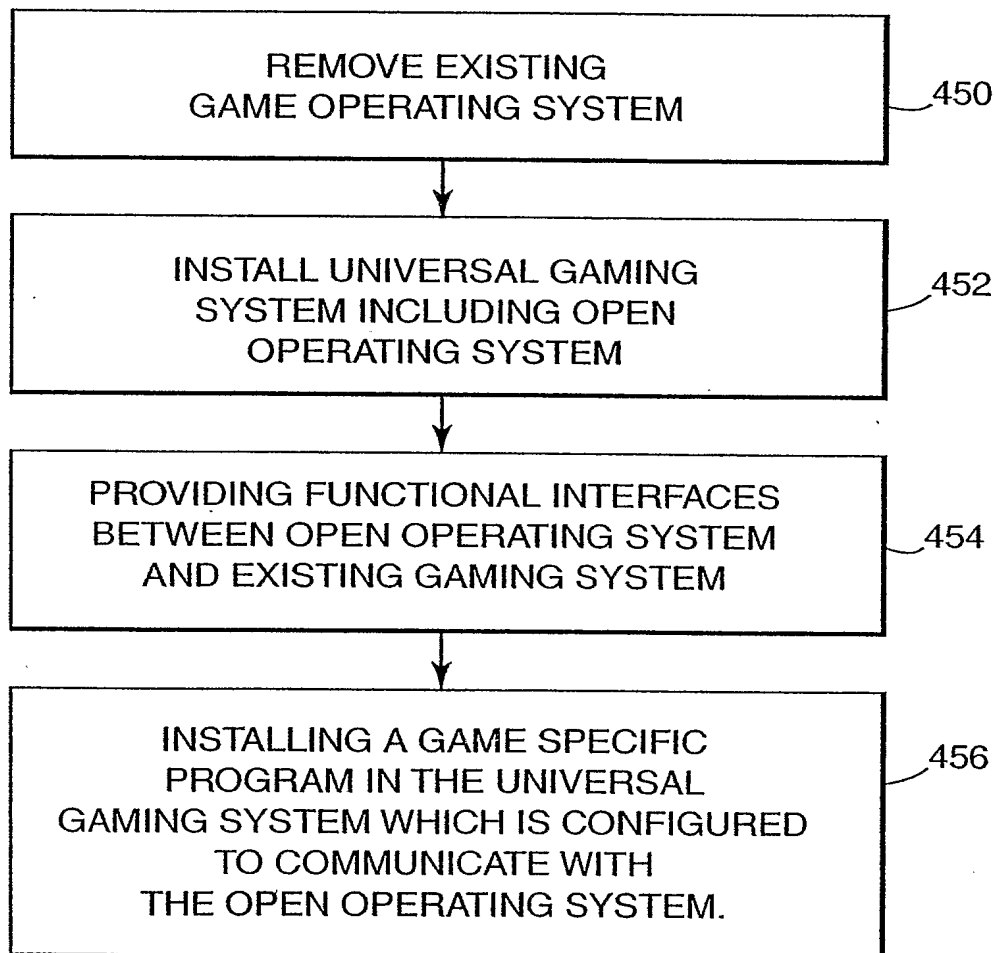 REMOVE EXISTING
GAME OPERATING SYSTEM
450
INSTALL UNIVERSAL GAMING
SYSTEM INCLUDING OPEN
OPERATING SYSTEM
452
PROVIDING FUNCTIONAL INTERFACES
BETWEEN OPEN OPERATING SYSTEM
AND EXISTING GAMING SYSTEM
454
INSTALLING A GAME SPECIFIC
PROGRAM IN THE UNIVERSAL
GAMING SYSTEM WHICH IS CONFIGURED
TO COMMUNICATE WITH
THE OPEN OPERATING SYSTEM.
456